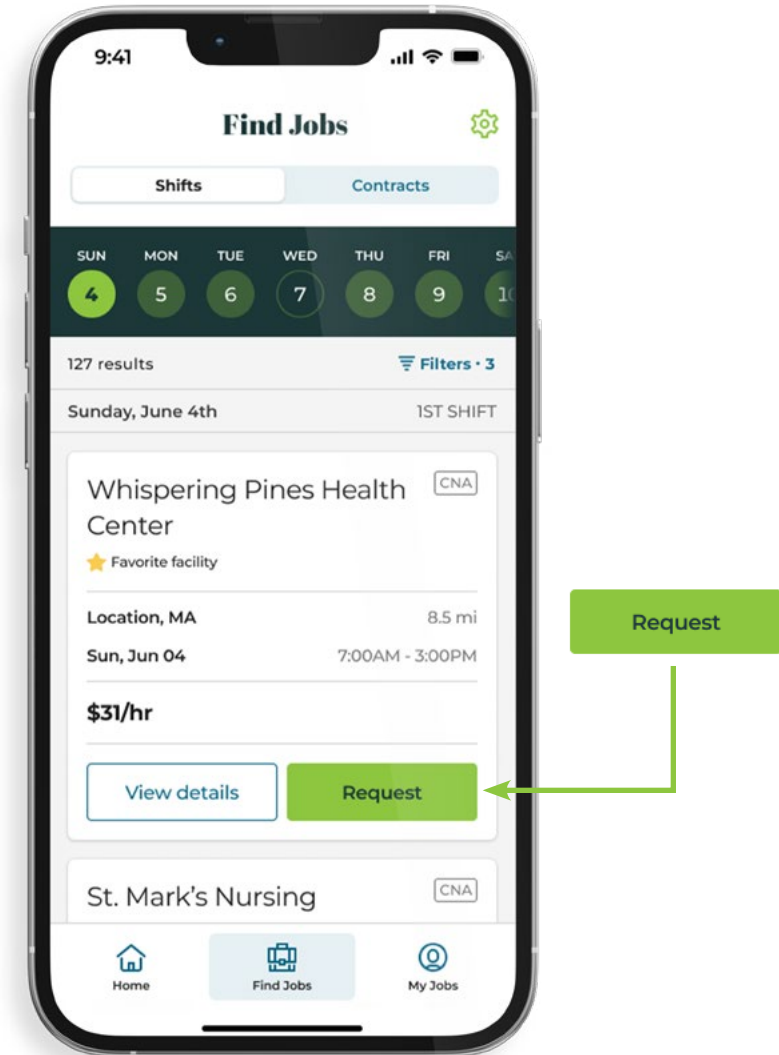 9:41
Find Jobs
Shifts Contracts
SUN MON TUE WED THU FRI SA
4 5 6 7 8 9 10
127 results Filters · 3
Sunday, June 4th 1ST SHIFT
Whispering Pines Health CNA
Center
Favorite facility
Location, MA 8.5 mi
Sun, Jun 04 7:00AM - 3:00PM
$31/hr
View details Request
Request
St. Mark's Nursing CNA
Home Find Jobs My Jobs